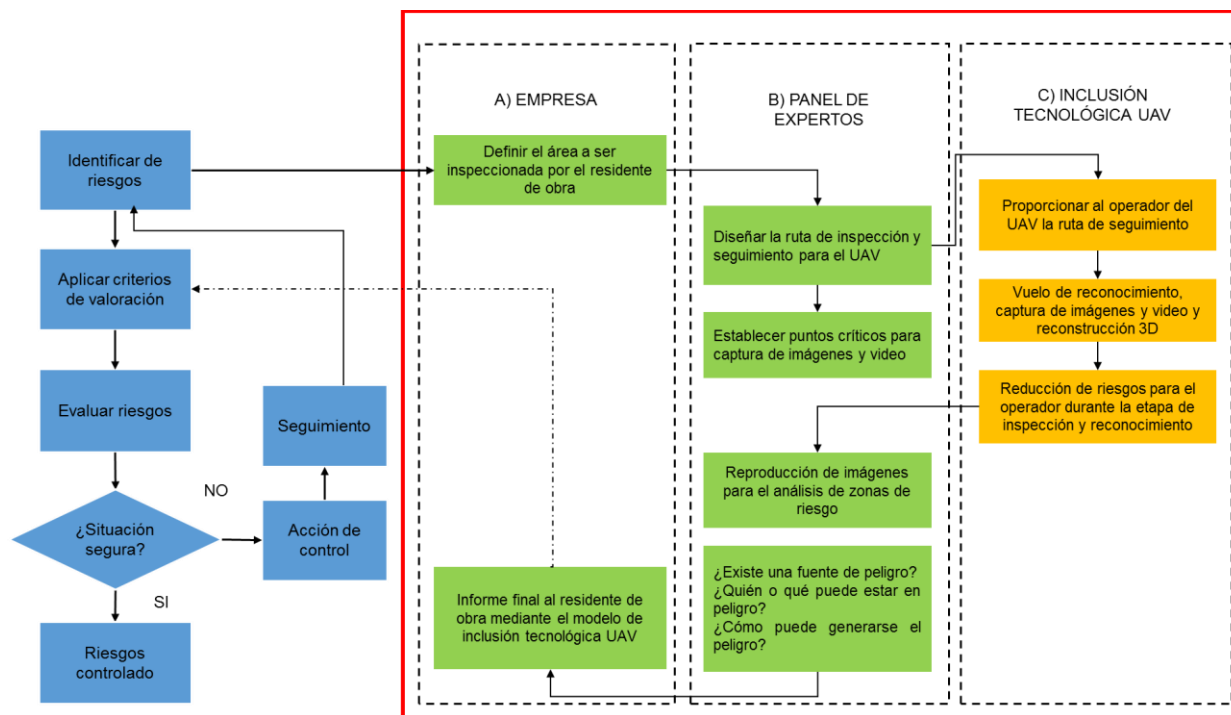 Identificar de
riesgos
Aplicar criterios
de valoración
Evaluar riesgos
¿Situación
segura?
NO
SI
Riesgos
controlado
Acción de
control
Seguimiento
A) EMPRESA
Definir el área a ser
inspeccionada por el residente
de obra
Informe final al residente de
obra mediante el modelo de
inclusión tecnológica UAV
B) PANEL DE
EXPERTOS
Diseñar la ruta de inspección y
seguimiento para el UAV
Establecer puntos críticos para
captura de imágenes y video
Reproducción de imágenes
para el análisis de zonas de
riesgo
¿Existe una fuente de peligro?
¿Quién o qué puede estar en
peligro?
¿Cómo puede generarse el
peligro?
C) INCLUSIÓN
TECNOLÓGICA UAV
Proporcionar al operador del
UAV la ruta de seguimiento
Vuelo de reconocimiento,
captura de imágenes y video y
reconstrucción 3D
Reducción de riesgos para el
operador durante la etapa de
inspección y reconocimiento